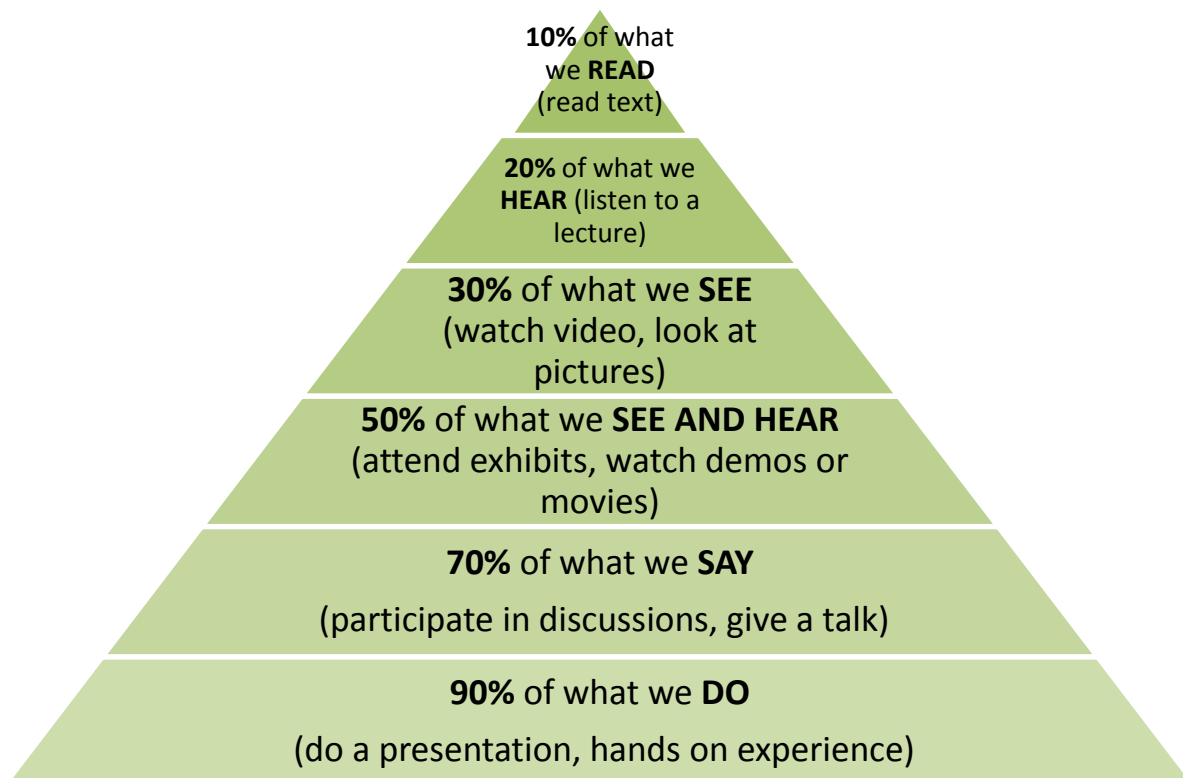 10% of what
we READ
(read text)
20% of what we
HEAR (listen to a
lecture)
30% of what we SEE
(watch video, look at
pictures)
50% of what we SEE AND HEAR
(attend exhibits, watch demos or
movies)
70% of what we SAY
(participate in discussions, give a talk)
90% of what we DO
(do a presentation, hands on experience)